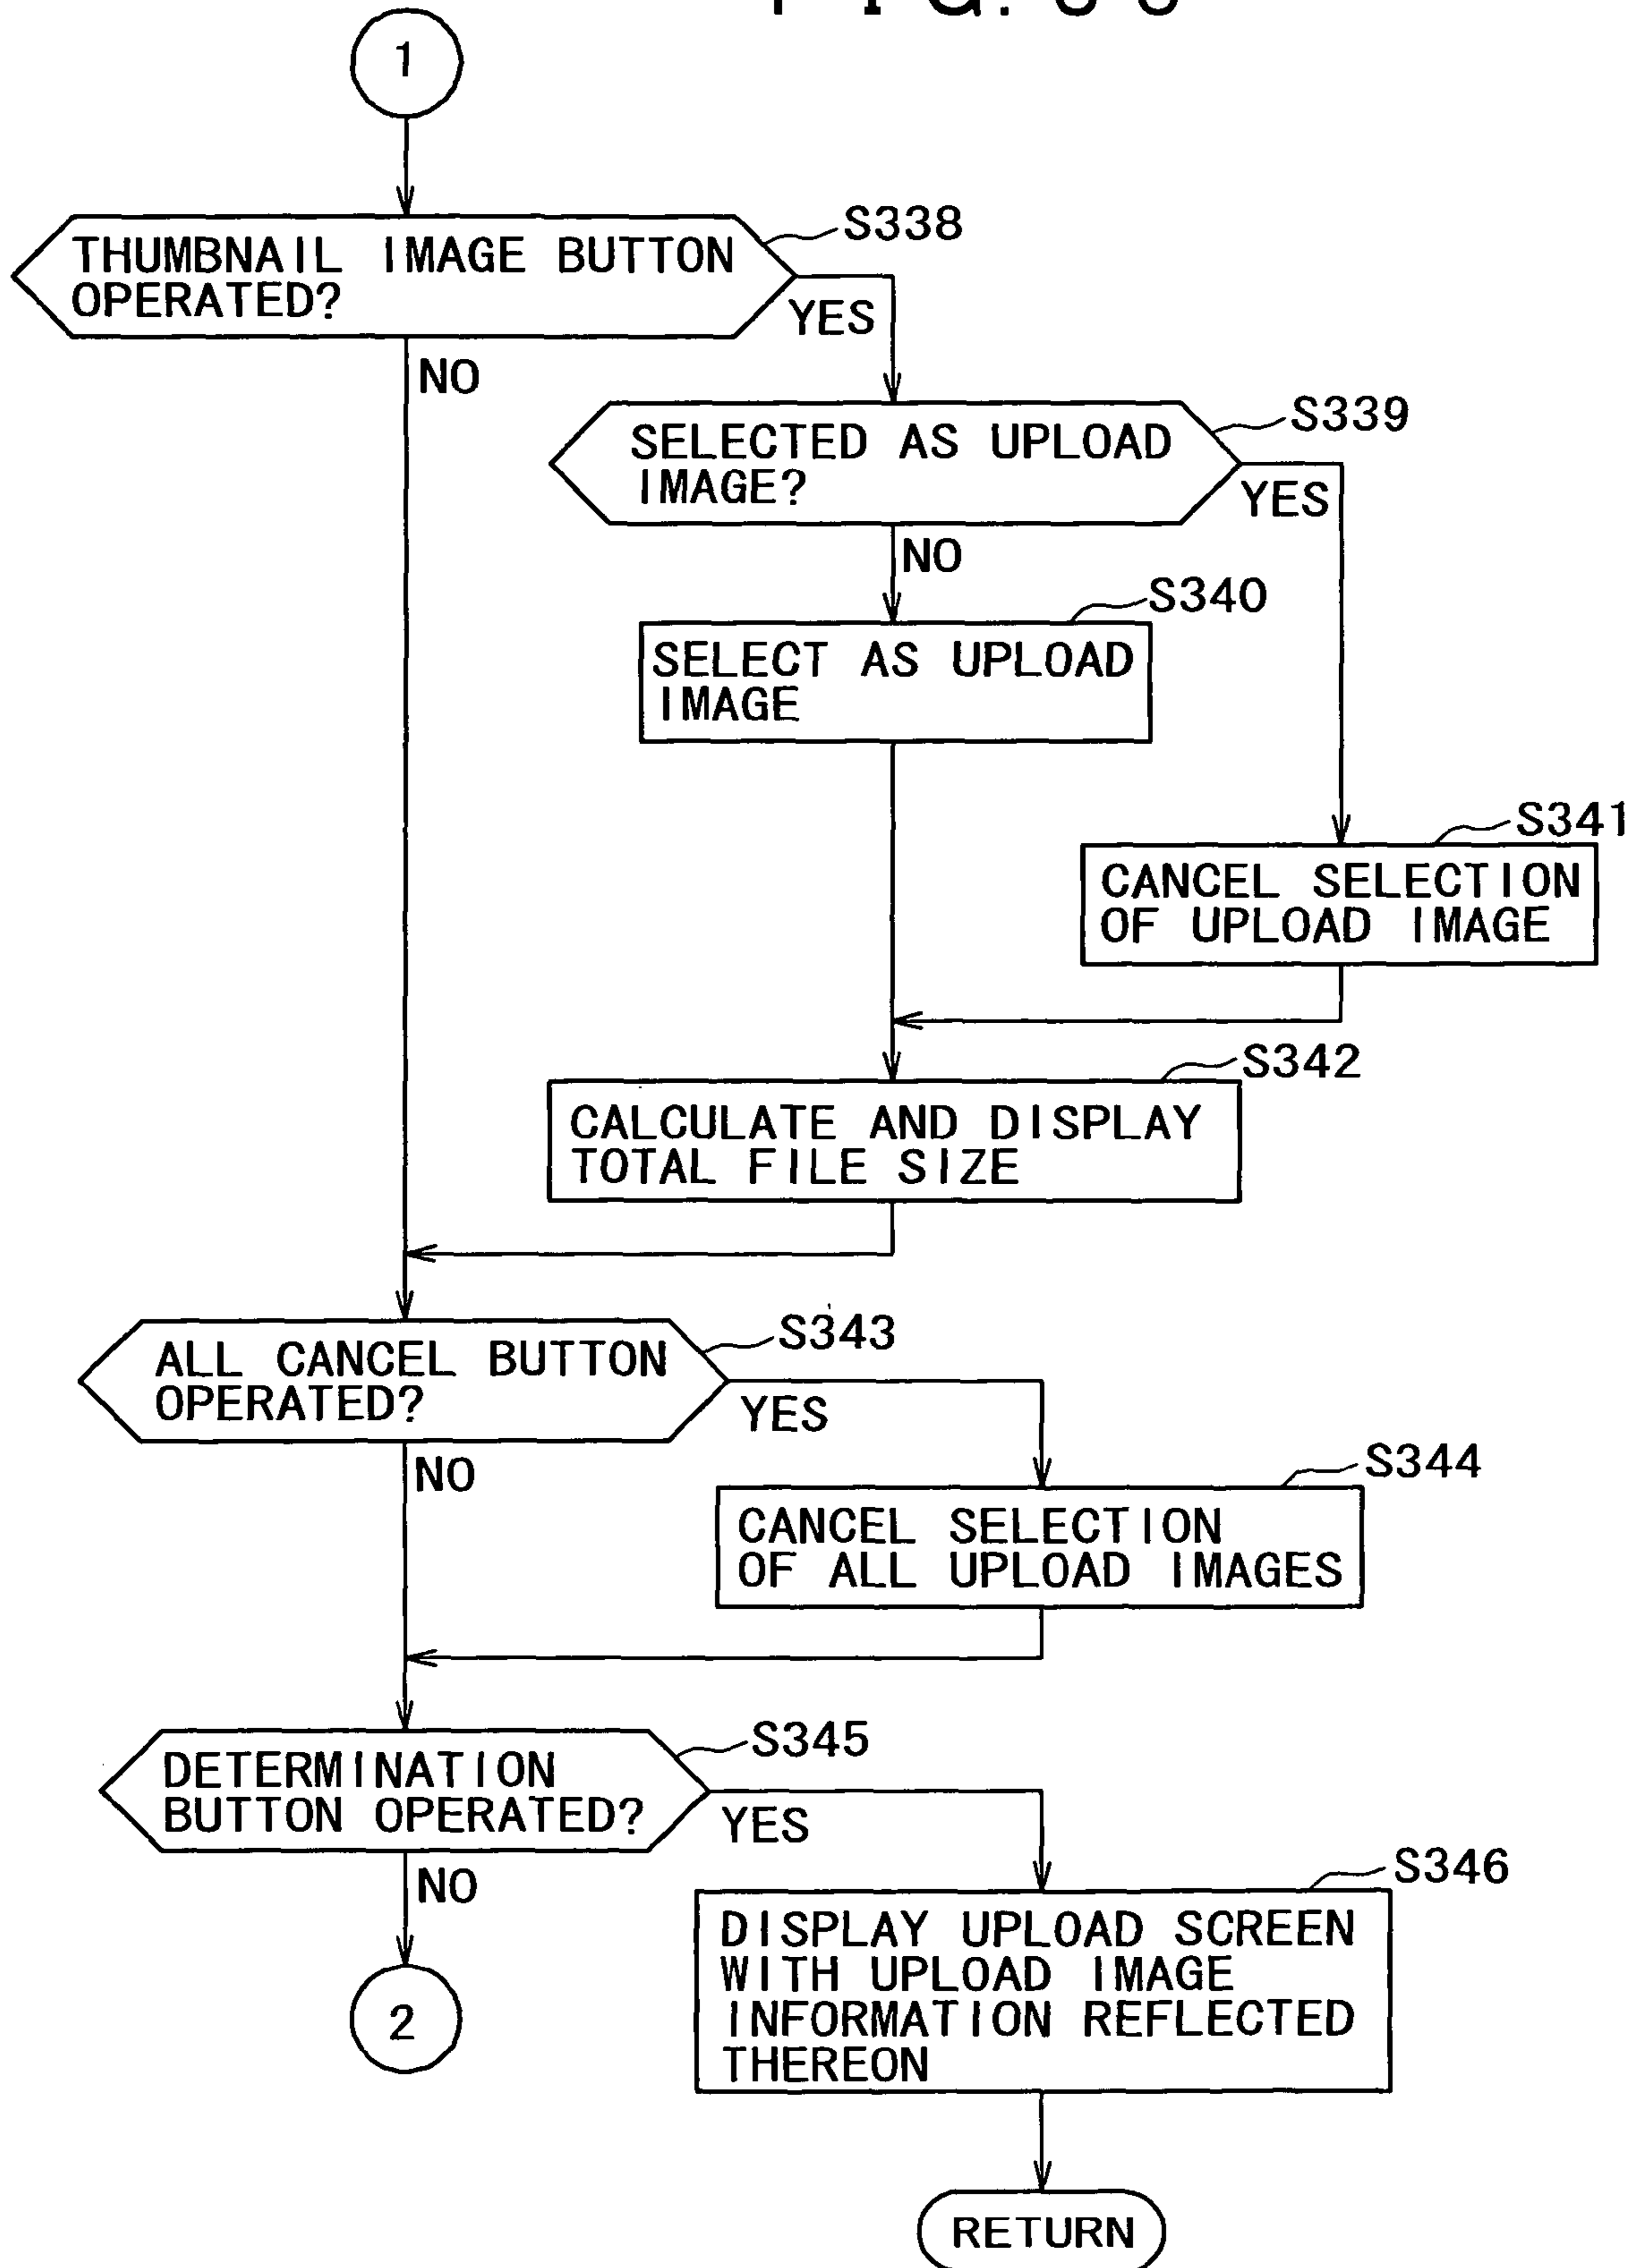 1
THUMBNAIL IMAGE BUTTON
OPERATED?
S338
YES
NO
SELECTED AS UPLOAD
IMAGE?
S339
YES
NO
S340
SELECT AS UPLOAD
IMAGE
S341
CANCEL SELECTION
OF UPLOAD IMAGE
S342
CALCULATE AND DISPLAY
TOTAL FILE SIZE
S343
ALL CANCEL BUTTON
OPERATED?
YES
NO
S344
CANCEL SELECTION
OF ALL UPLOAD IMAGES
S345
DETERMINATION
BUTTON OPERATED?
YES
NO
S346
DISPLAY UPLOAD SCREEN
WITH UPLOAD IMAGE
INFORMATION REFLECTED
THEREON
2
RETURN